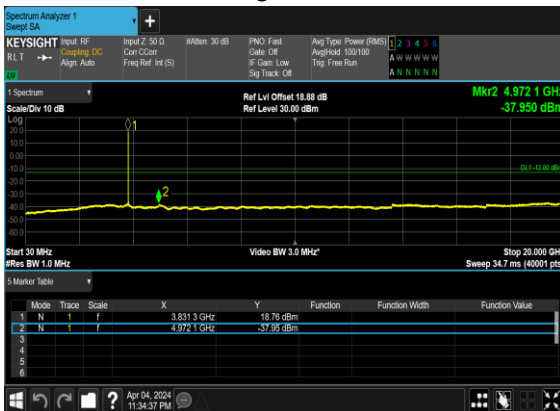 Spectrum Analyzer 1
Swept SA
+
KEYSIGHT Input: RF Input Z: 50 Ω #Atten: 30 dB PNO: Fast Avg Type: Power (RMS) 1 2 3 4 5 6
R L T Coupling: DC Corr CCorr Gate: Off Avg|Hold: 100/100 A W W W W W
Align: Auto Freq Ref: Int (S) IF Gain: Low Trig: Free Run
Sig Track: Off A N N N N N
1 Spectrum Ref Lvl Offset 18.88 dB Mkr2 4.972 1 GHz
Scale/Div 10 dB Ref Level 30.00 dBm -37.950 dBm
Log
20.0
10.0
0.00
-10.0
DL1 -13.00 dBm
-20.0
-30.0
-40.0
-50.0
-60.0
1
2
Start 30 MHz Video BW 3.0 MHz* Stop 20.000 GHz
#Res BW 1.0 MHz Sweep 34.7 ms (40001 pts)
5 Marker Table
Mode Trace Scale X Y Function Function Width Function Value
1 N 1 f 3.831 3 GHz 18.76 dBm
2 N 1 f 4.972 1 GHz -37.95 dBm
3
4
5
6
? Apr 04, 2024
11:34:37 PM